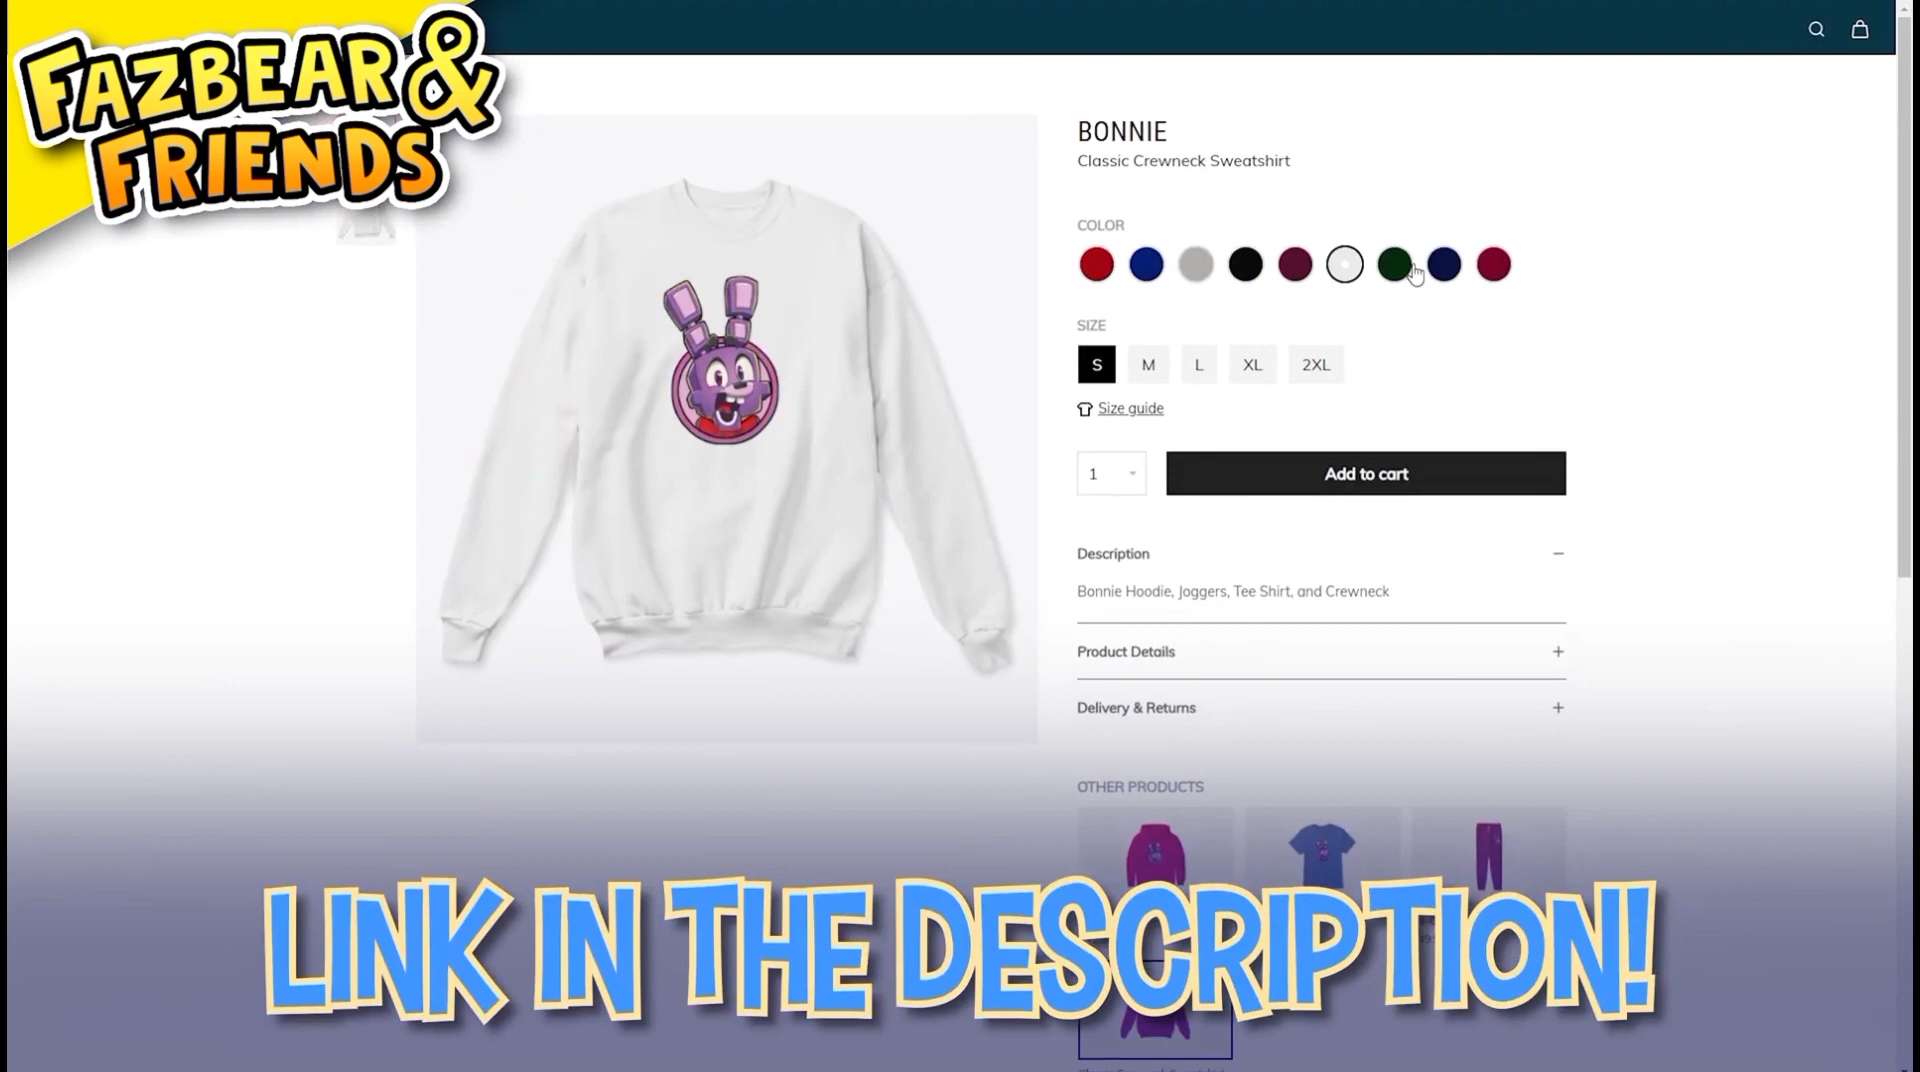 FAZBEAR &
FRIENDS
BONNIE
Classic Crewneck Sweatshirt
COLOR
SIZE
S M L XL 2XL
Size guide
1 Add to cart
Description
Bonnie Hoodie, Joggers, Tee Shirt, and Crewneck
Product Details
Delivery & Returns
OTHER PRODUCTS
LINK IN THE DESCRIPTION!